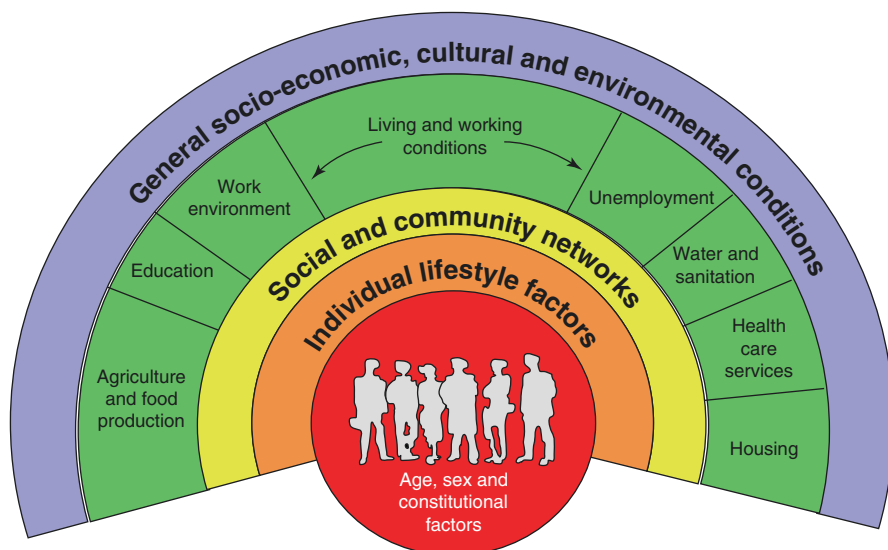 General socio-economic, cultural and environmental conditions
Living and working
conditions
Work
environment
Unemployment
Education
Water and
sanitation
Agriculture
and food
production
Health
care
services
Housing
Social and community networks
Individual lifestyle factors
Age, sex and
constitutional
factors